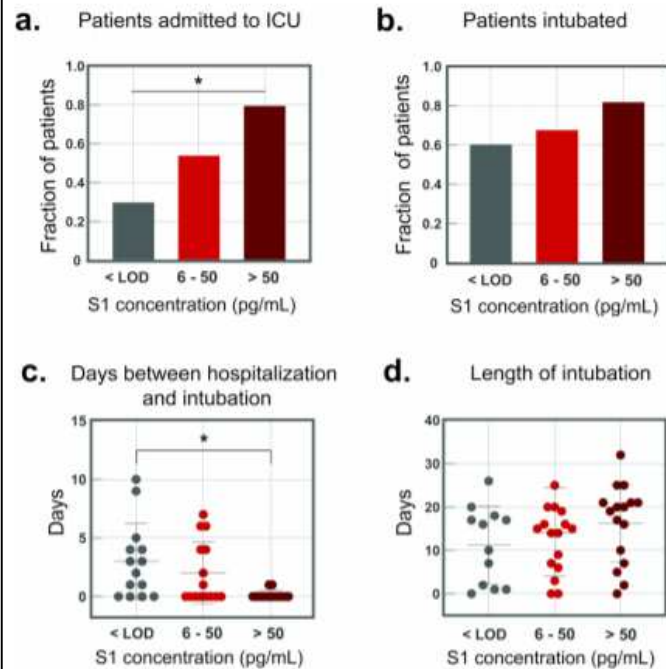 a.
Patients admitted to ICU
Fraction of patients
1.0
0.8
0.6
0.4
0.2
0
*
< LOD
6 - 50
> 50
S1 concentration (pg/mL)
b.
Patients intubated
Fraction of patients
1.0
0.8
0.6
0.4
0.2
0
< LOD
6 - 50
> 50
S1 concentration (pg/mL)
c.
Days between hospitalization
and intubation
Days
15
10
5
0
*
< LOD
6 - 50
> 50
S1 concentration (pg/mL)
d.
Length of intubation
Days
40
30
20
10
0
< LOD
6 - 50
> 50
S1 concentration (pg/mL)